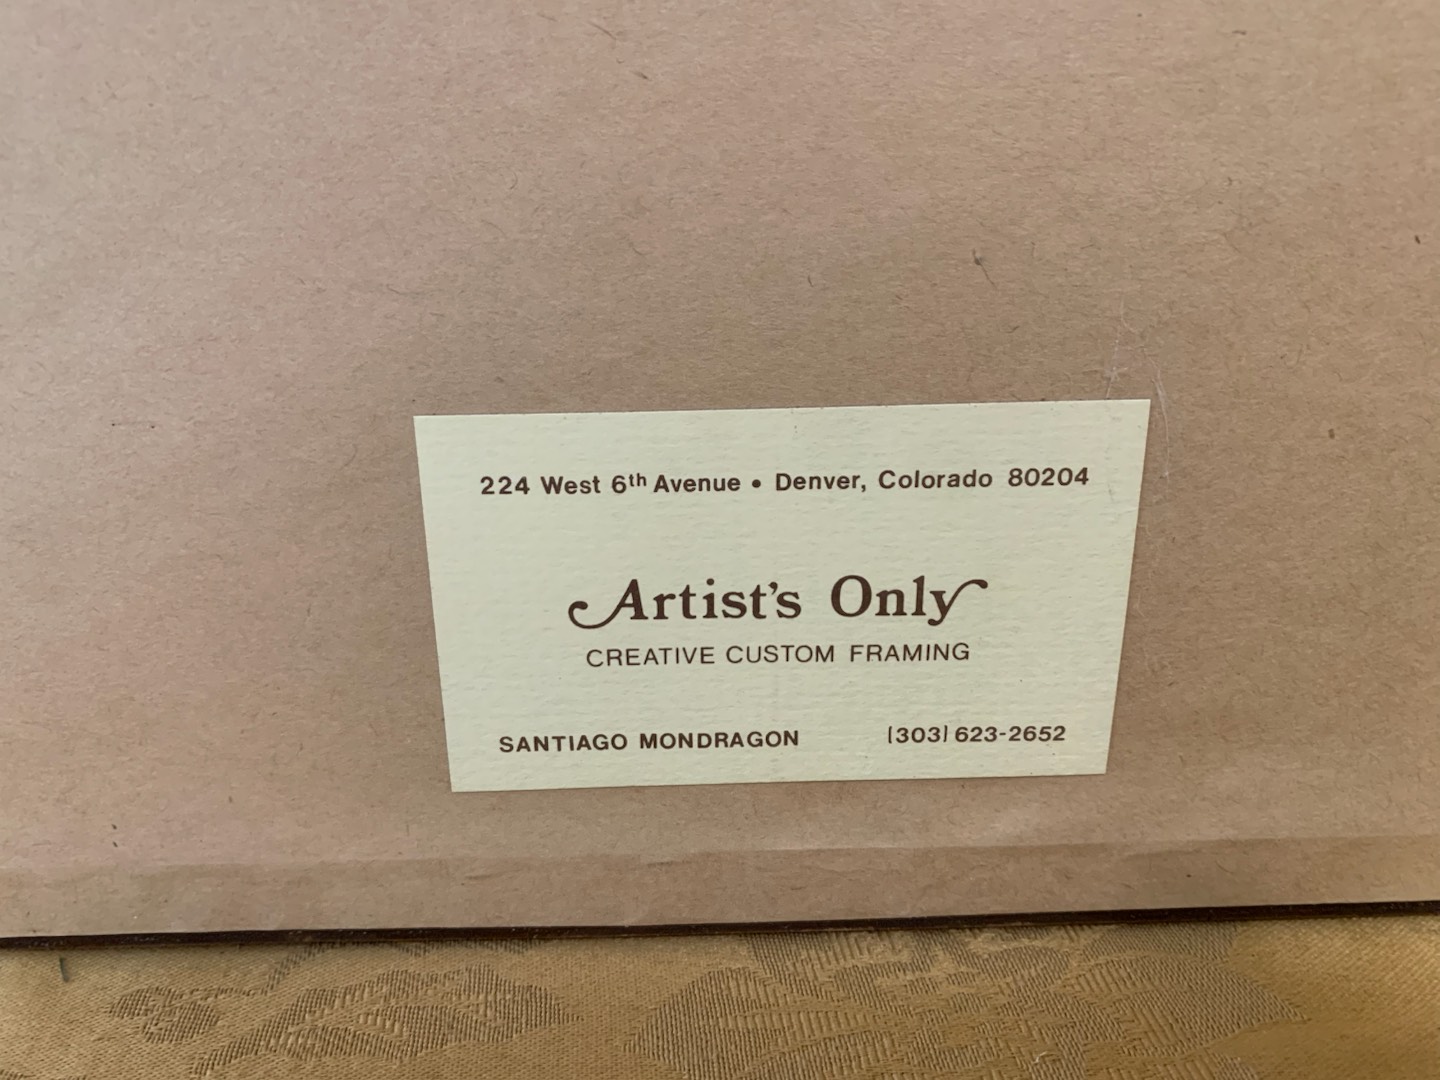 224 West 6th Avenue • Denver, Colorado 80204
Artist's Only
CREATIVE CUSTOM FRAMING
SANTIAGO MONDRAGON (303) 623-2652